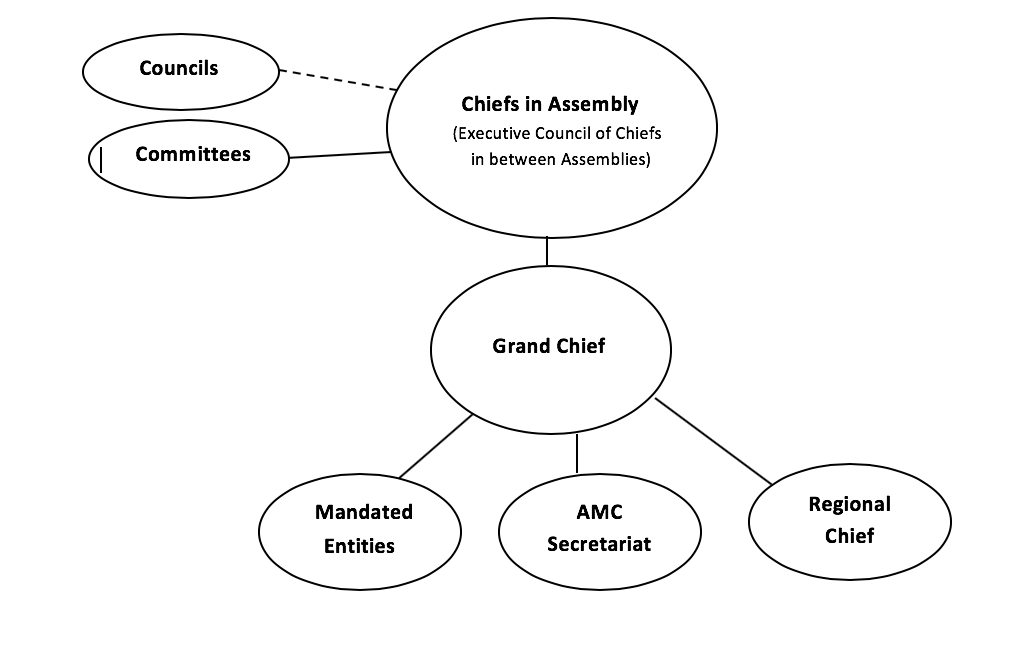 Councils
Committees
Chiefs in Assembly
(Executive Council of Chiefs
in between Assemblies)
Grand Chief
Mandated
Entities
AMC
Secretariat
Regional
Chief